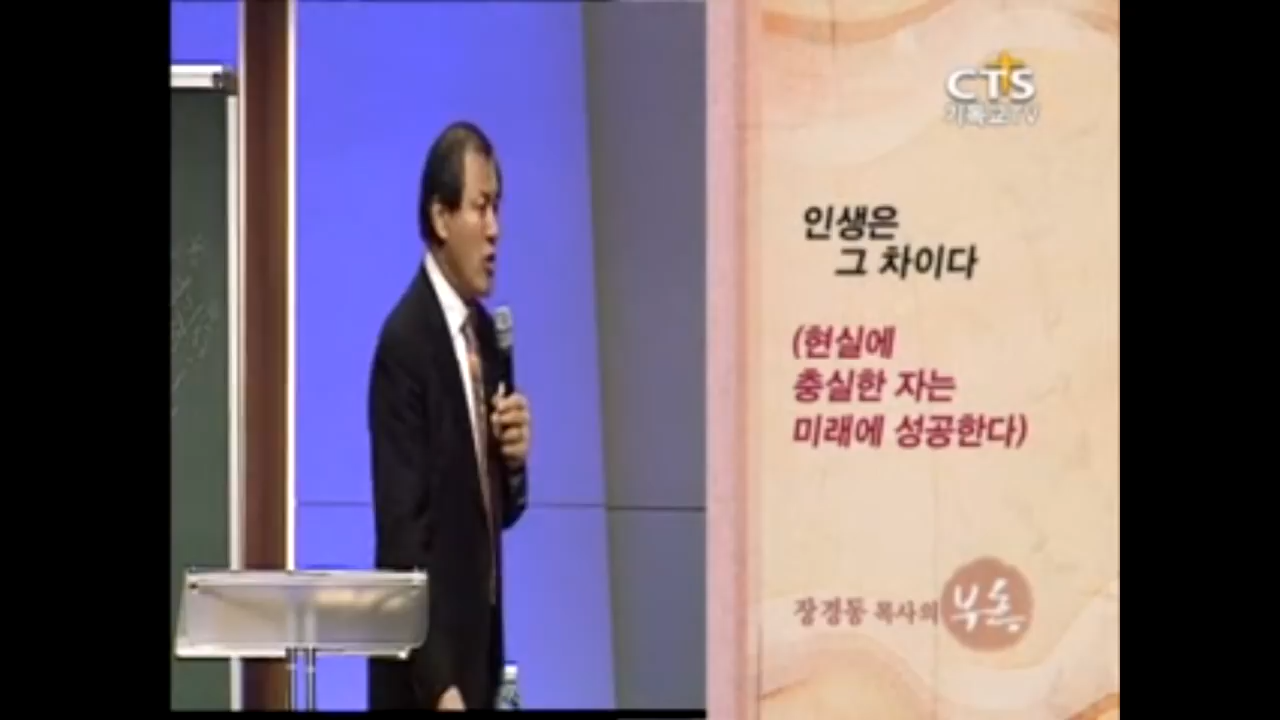 CTS
기독교TV
인생은
그 차이다
(현실에
충실한 자는
미래에 성공한다)
장경동 목사의 부흥